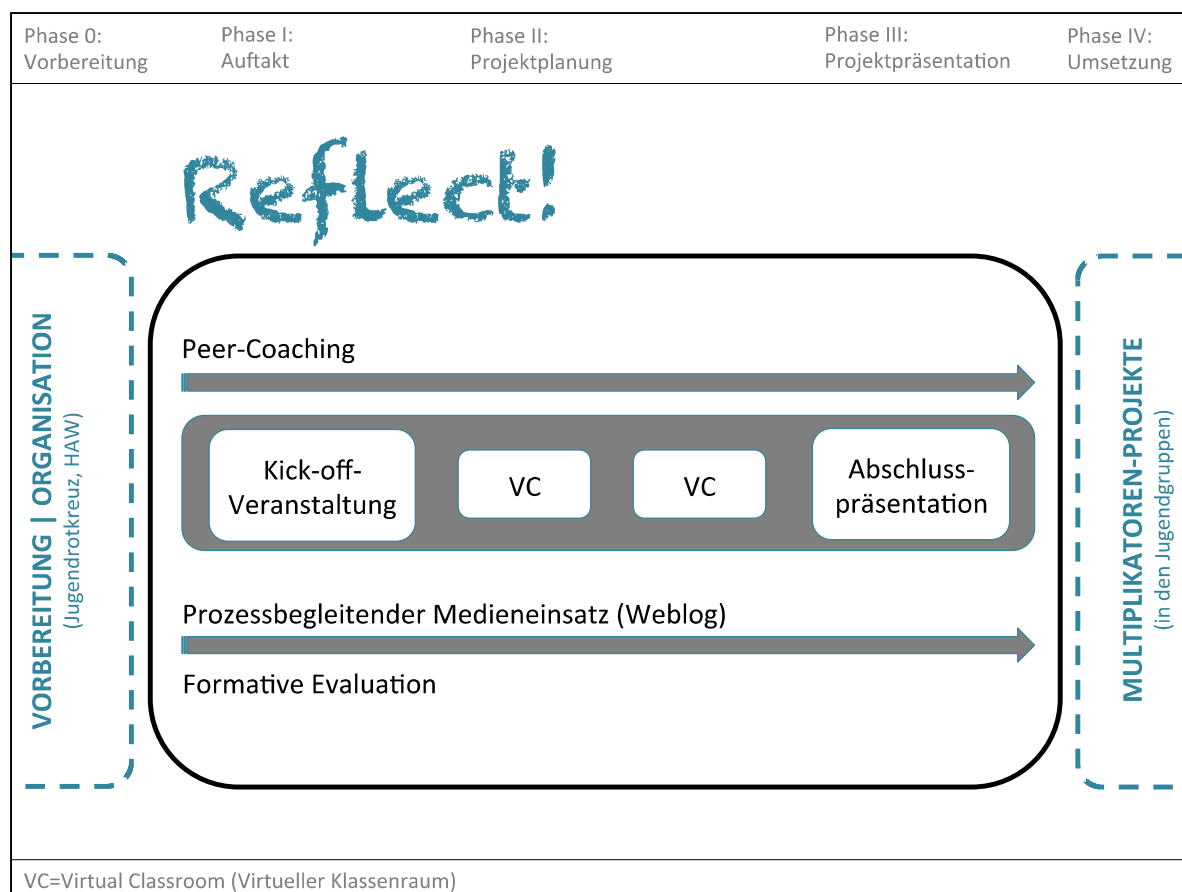 Phase 0:
Vorbereitung
Phase I:
Auftakt
Phase II:
Projektplanung
Phase III:
Projektpräsentation
Phase IV:
Umsetzung
Reflect!
VORBEREITUNG | ORGANISATION
(Jugendrotkreuz, HAW)
Peer-Coaching
Kick-off-
Veranstaltung
VC
VC
Abschluss-
präsentation
Prozessbegleitender Medieneinsatz (Weblog)
Formative Evaluation
MULTIPLIKATOREN-PROJEKTE
(in den Jugendgruppen)
VC=Virtual Classroom (Virtueller Klassenraum)